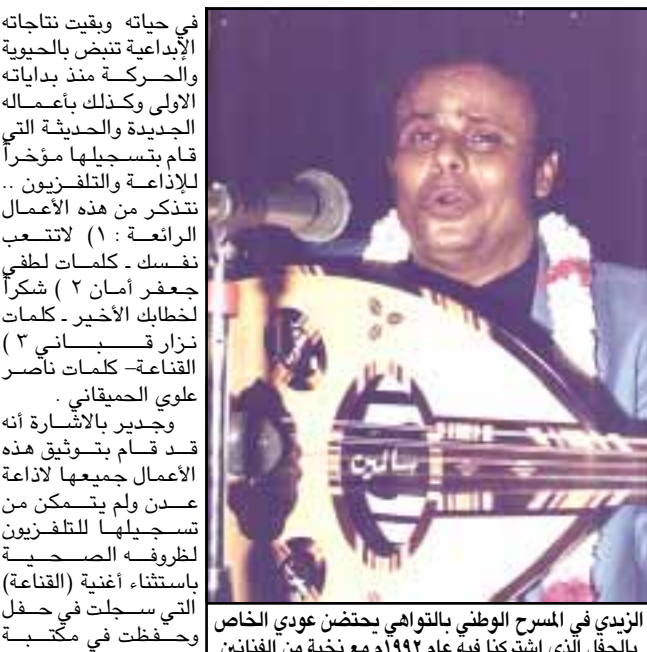 في حياته وبقيت نتاجاته
الإبداعية تنبض بالحيوية
والحركة منذ بداياته
الاولى وكذلك بأعماله
الجديدة والحديثة التي
قام بتسجيلها مؤخراً
للإذاعة والتلفزيون ..
نتذكر من هذه الأعمال
الرائعة : ١) لاتتعب
نفسك ـ كلمات لطفي
جعفر أمان ٢ ) شكراً
لخطابك الأخير ـ كلمات
نزار قباني ٣ )
القناعة– كلمات ناصر
علوي الحميقاني .
وجدير بالاشارة أنه
قد قام بتوثيق هذه
الأعمال جميعها لاذاعة
عدن ولم يتمكن من
تسجيلها للتلفزيون
لظروفه الصحية
باستثناء أغنية (القناعة)
التي سجلت في حفل
وحفظت في مكتبة
الزيدي في المسرح الوطني بالتواهي يحتضن عودي الخاص
بالحفل الذي اشتركنا فيه عام ١٩٩٢م مع نخبة من الفنانين